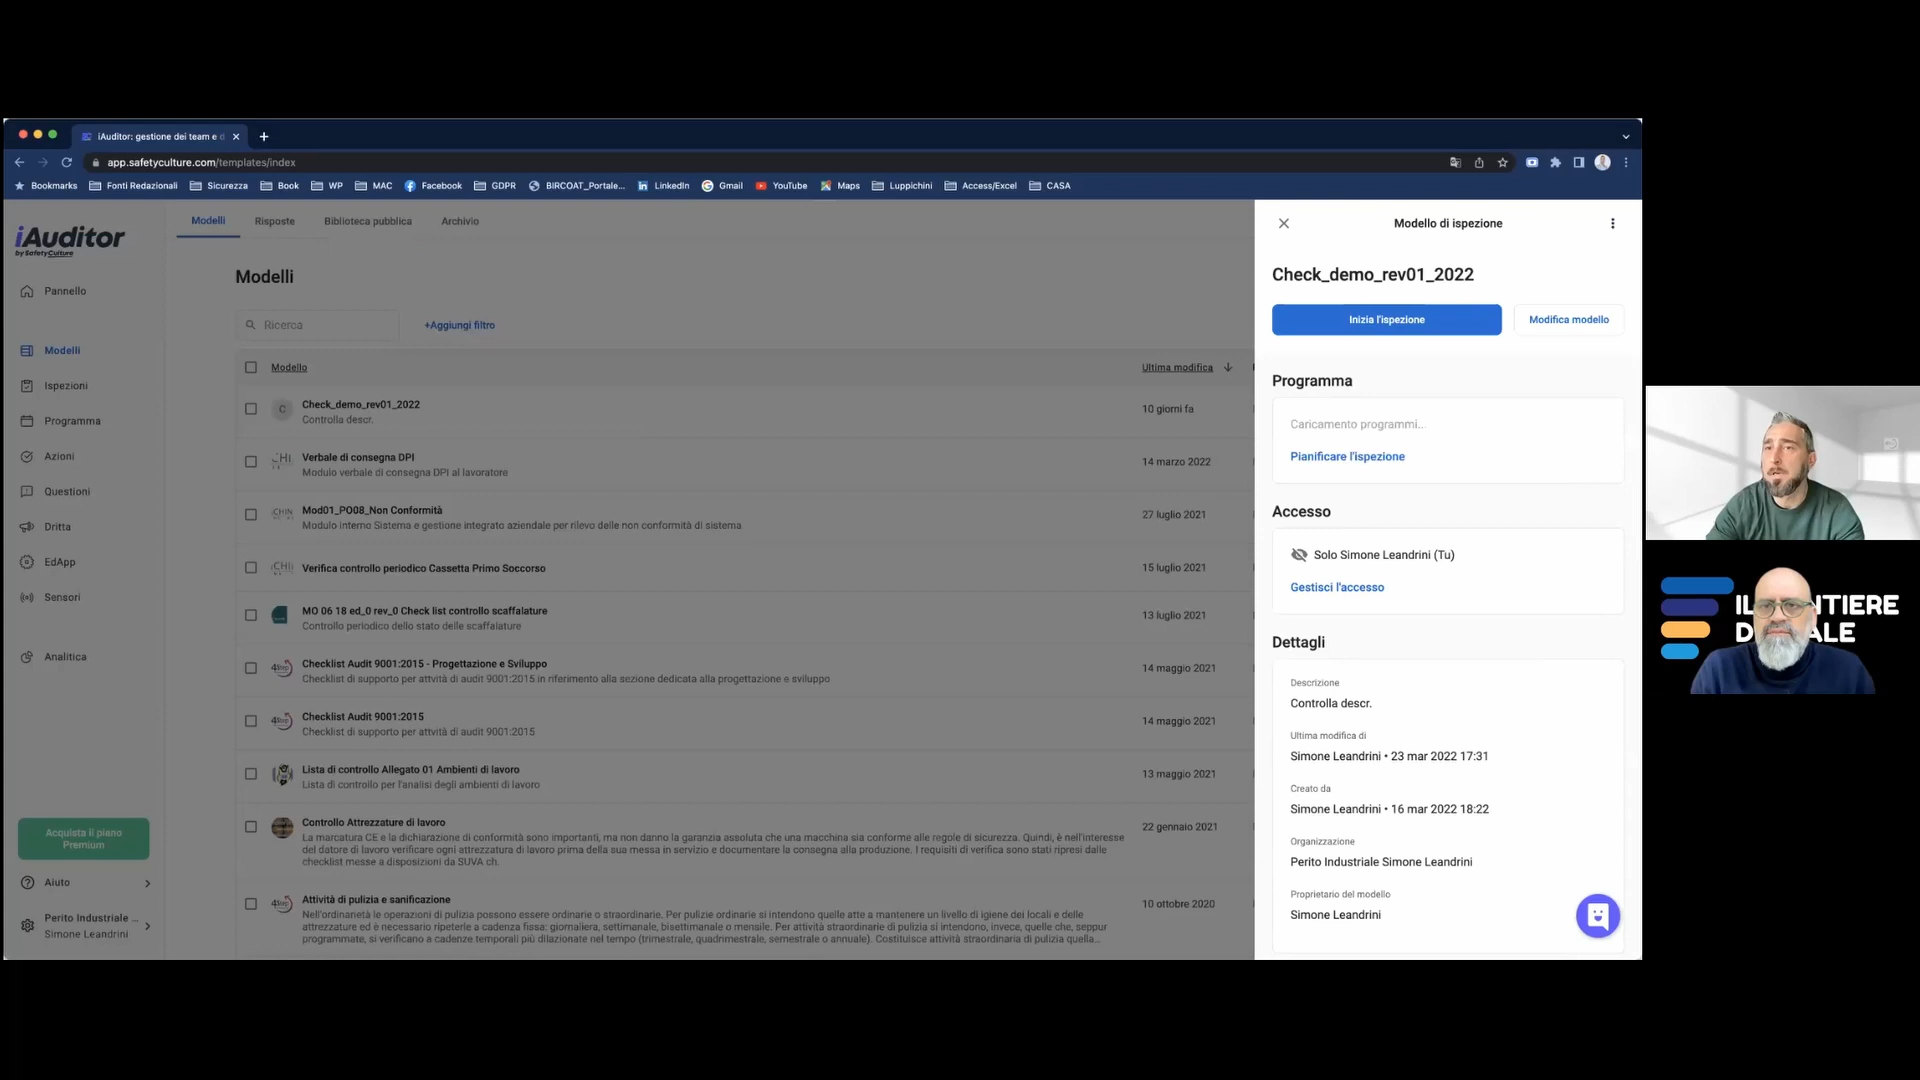 iAuditor: gestione dei team e d
app.safetyculture.com/templates/index
Bookmarks Fonti Redazionali Sicurezza Book WP MAC Facebook GDPR BIRCOAT_Portale... LinkedIn Gmail YouTube Maps Luppichini Access/Excel CASA
iAuditor
by SafetyCulture
Pannello
Modelli
Ispezioni
Programma
Azioni
Questioni
Dritta
EdApp
Sensori
Analitica
Acquista il piano
Premium
Aiuto
Perito Industriale ...
Simone Leandrini
Modelli Risposte Biblioteca pubblica Archivio
Modelli
Ricerca
+Aggiungi filtro
Modello Ultima modifica
Check_demo_rev01_2022
Controlla descr.
10 giorni fa
Verbale di consegna DPI
Modulo verbale di consegna DPI al lavoratore
14 marzo 2022
Mod01_PO08_Non Conformità
Modulo interno Sistema e gestione integrato aziendale per rilevo delle non conformità di sistema
27 luglio 2021
Verifica controllo periodico Cassetta Primo Soccorso
15 luglio 2021
MO 06 18 ed_0 rev_0 Check list controllo scaffalature
Controllo periodico dello stato delle scaffalature
13 luglio 2021
Checklist Audit 9001:2015 - Progettazione e Sviluppo
Checklist di supporto per attvità di audit 9001:2015 in riferimento alla sezione dedicata alla progettazione e sviluppo
14 maggio 2021
Checklist Audit 9001:2015
Checklist di supporto per attvità di audit 9001:2015
14 maggio 2021
Lista di controllo Allegato 01 Ambienti di lavoro
Lista di controllo per l'analisi degli ambienti di lavoro
13 maggio 2021
Controllo Attrezzature di lavoro
La marcatura CE e la dichiarazione di conformità sono importanti, ma non danno la garanzia assoluta che una macchina sia conforme alle regole di sicurezza. Quindi, è nell'interesse
del datore di lavoro verificare ogni attrezzatura di lavoro prima della sua messa in servizio e documentare la consegna alla produzione. I requisiti di verifica sono stati ripresi dalle
checklist messe a disposizioni da SUVA ch.
22 gennaio 2021
Attività di pulizia e sanificazione
Nell'ordinanetà le operazioni di pulizia possono essere ordinarie o straordinarie. Per pulizie ordinarie si intendono quelle atte a mantenere un livello di igiene dei locali e delle
attrezzature ed è necessario ripeterle a cadenza fissa: giornaliera, settimanale, bisettimanale o mensile. Per attività straordinarie di pulizia si intendono, invece, quelle che, seppur
programmate, si verificano a cadenze temporali più dilazionate nel tempo (trimestrale, quadrimestrale, semestrale o annuale). Costituisce attività straordinaria di pulizia quella...
10 ottobre 2020
Modello di ispezione
Check_demo_rev01_2022
Inizia l'ispezione
Modifica modello
Programma
Caricamento programmi...
Pianificare l'ispezione
Accesso
Solo Simone Leandrini (Tu)
Gestisci l'accesso
Dettagli
Descrizione
Controlla descr.
Ultima modifica di
Simone Leandrini • 23 mar 2022 17:31
Creato da
Simone Leandrini • 16 mar 2022 18:22
Organizzazione
Perito Industriale Simone Leandrini
Proprietario del modello
Simone Leandrini